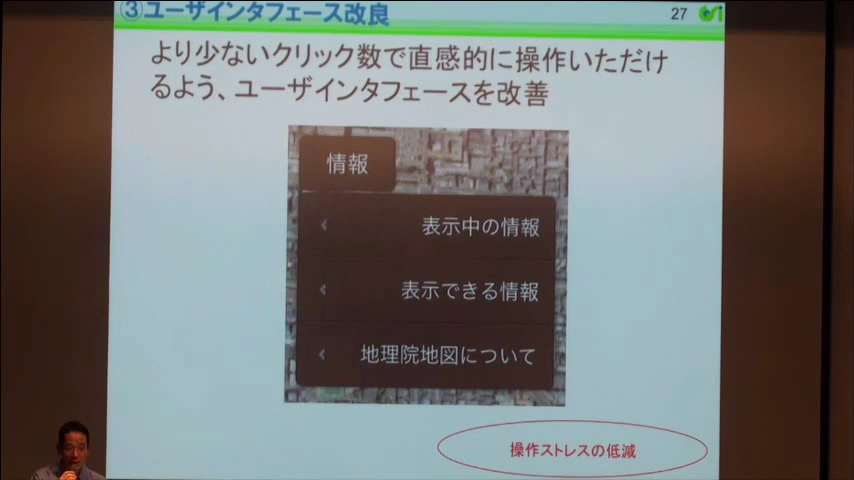 ③ユーザインタフェース改良
27
より少ないクリック数で直感的に操作いただけ
るよう、ユーザインタフェースを改善
情報
表示中の情報
表示できる情報
地理院地図について
操作ストレスの低減